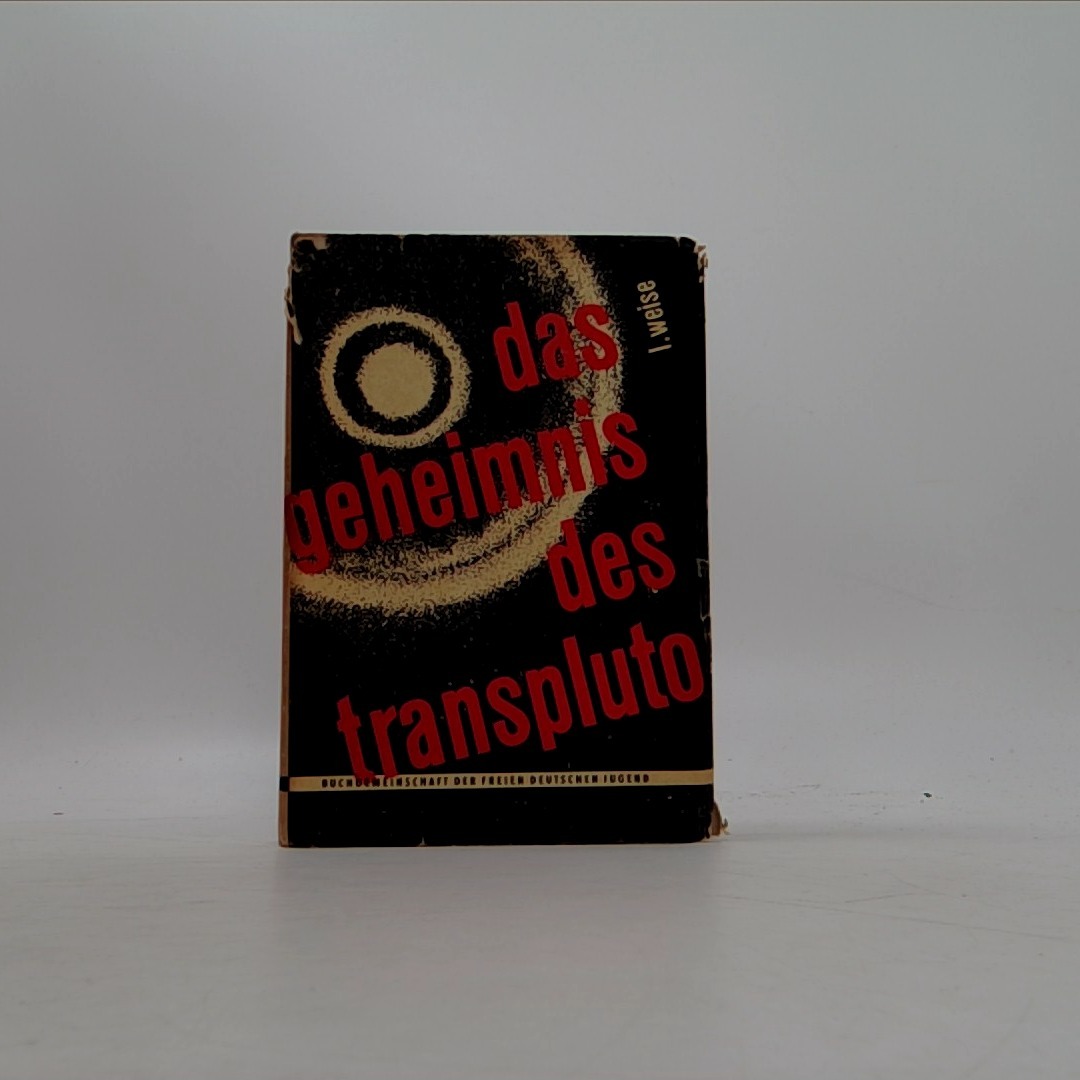 l. weise
das
geheimnis
des
transpluto
BUCHGEMEINSCHAFT DER FREIEN DEUTSCHEN JUGEND